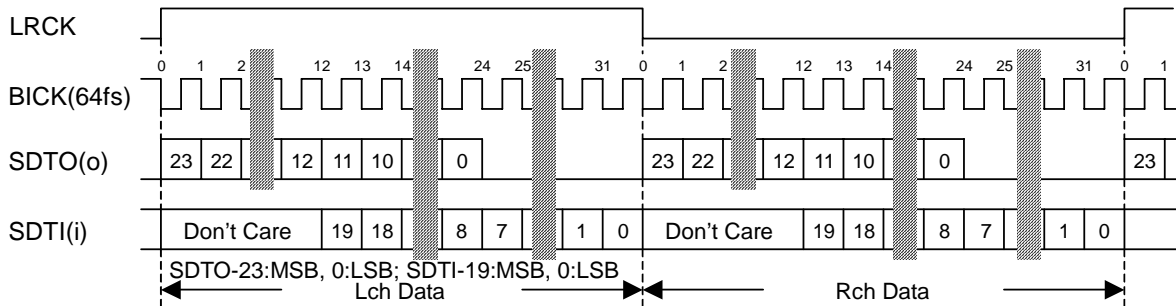 LRCK
0 1 2 12 13 14 24 25 31 0 1 2 12 13 14 24 25 31 0 1
BICK(64fs)
SDTO(o) 23 22 12 11 10 0 23 22 12 11 10 0 23
SDTI(i) Don't Care 19 18 8 7 1 0 Don't Care 19 18 8 7 1 0
SDTO-23:MSB, 0:LSB; SDTI-19:MSB, 0:LSB
Lch Data Rch Data